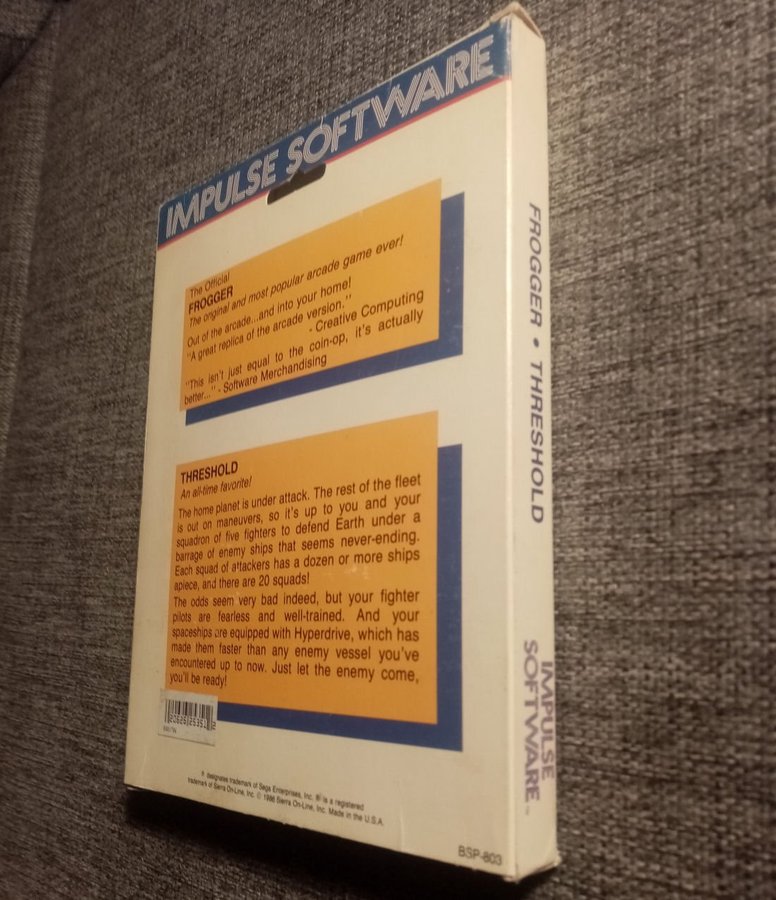 IMPULSE SOFTWARE
The Official
FROGGER
The original and most popular arcade game ever!
Out of the arcade...and into your home!
"A great replica of the arcade version."
- Creative Computing
"This isn't just equal to the coin-op, it's actually
better..." - Software Merchandising
THRESHOLD
An all-time favorite!
The home planet is under attack. The rest of the fleet
is out on maneuvers, so it's up to you and your
squadron of five fighters to defend Earth under a
barrage of enemy ships that seems never-ending.
Each squad of attackers has a dozen or more ships
apiece, and there are 20 squads!
The odds seem very bad indeed, but your fighter
pilots are fearless and well-trained. And your
spaceships are equipped with Hyperdrive, which has
made them faster than any enemy vessel you've
encountered up to now. Just let the enemy come,
you'll be ready!
designates trademark of Sega Enterprises, Inc. ® is a registered
trademark of Sierra On-Line, Inc. © 1986 Sierra On-Line, Inc. Made in the U.S.A.
BSP-803
FROGGER • THRESHOLD
IMPULSE
SOFTWARE™